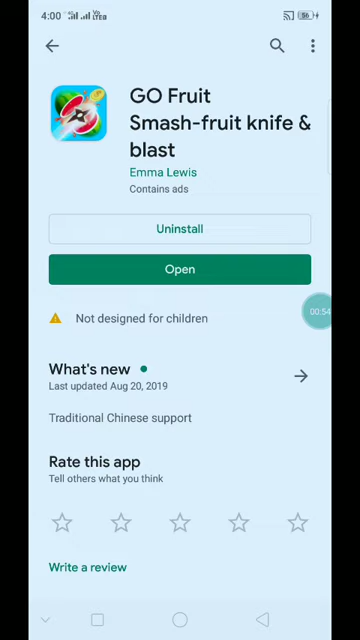 4:00
56
GO Fruit
Smash-fruit knife &
blast
Emma Lewis
Contains ads
Uninstall
Open
Not designed for children
00:54
What's new
Last updated Aug 20, 2019
Traditional Chinese support
Rate this app
Tell others what you think
Write a review